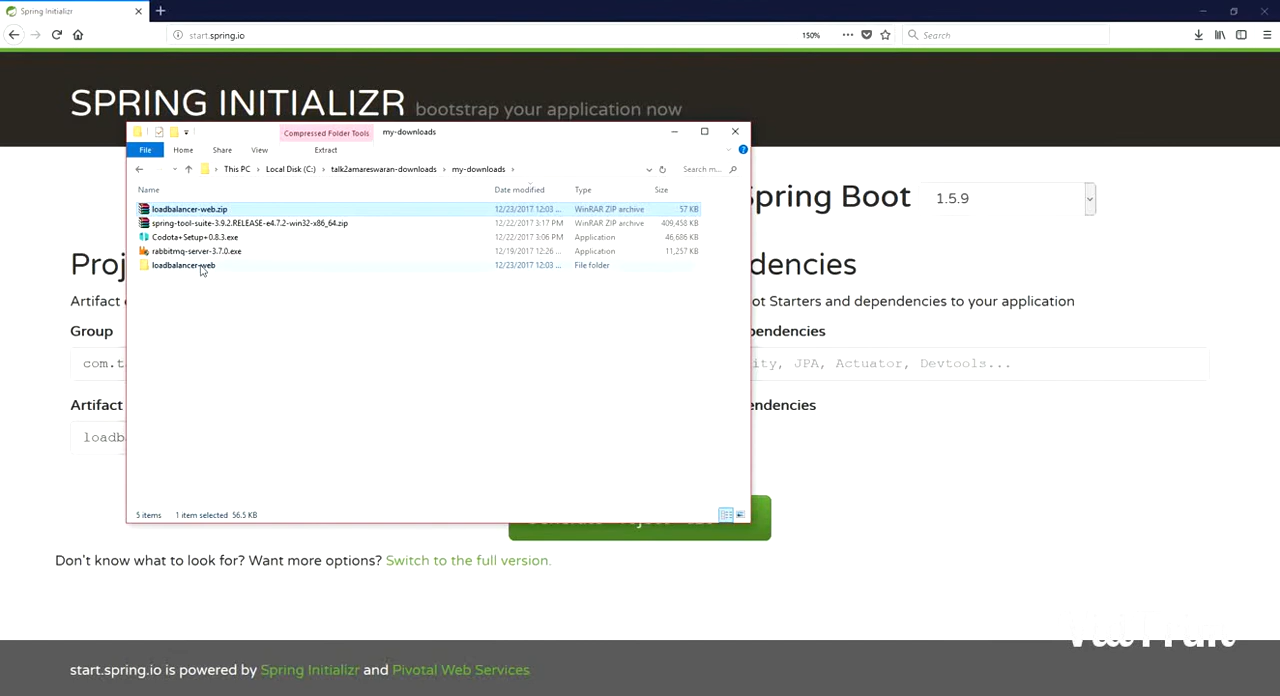 Spring Initializr
start.spring.io
150%
Search
SPRING INITIALIZR bootstrap your application now
Compressed Folder Tools my-downloads
File Home Share View Extract
This PC Local Disk (C:) talk2amareswaran-downloads my-downloads Search m...
Name Date modified Type Size
loadbalancer-web.zip 12/23/2017 12:03 ... WinRAR ZIP archive 57 KB
spring-tool-suite-3.9.2.RELEASE-e4.7.2-win32-x86_64.zip 12/22/2017 3:17 PM WinRAR ZIP archive 409,458 KB
Codota+Setup+0.8.3.exe 12/22/2017 3:06 PM Application 46,686 KB
rabbitmq-server-3.7.0.exe 12/19/2017 12:26 ... Application 11,257 KB
loadbalancer-web 12/23/2017 12:03 ... File folder
5 items 1 item selected 56.5 KB
Spring Boot 1.5.9
Artifact
Starters and dependencies to your application
Group
com.t
ity, JPA, Actuator, Devtools...
Artifact
loadb
Don't know what to look for? Want more options? Switch to the full version.
start.spring.io is powered by Spring Initializr and Pivotal Web Services